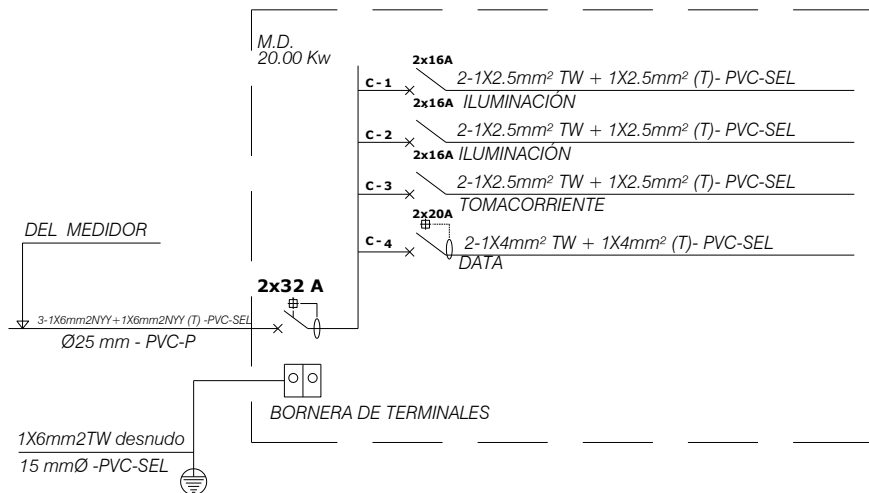 M.D.
20.00 Kw
2x16A
C-1
2-1X2.5mm² TW + 1X2.5mm² (T)- PVC-SEL
ILUMINACIÓN
2x16A
C-2
2-1X2.5mm² TW + 1X2.5mm² (T)- PVC-SEL
ILUMINACIÓN
2x16A
C-3
2-1X2.5mm² TW + 1X2.5mm² (T)- PVC-SEL
TOMACORRIENTE
2x20A
C-4
2-1X4mm² TW + 1X4mm² (T)- PVC-SEL
DATA
DEL MEDIDOR
2x32 A
3-1X6mm2NYY+1X6mm2NYY (T) -PVC-SEL
Ø25 mm - PVC-P
BORNERA DE TERMINALES
1X6mm2TW desnudo
15 mmØ -PVC-SEL